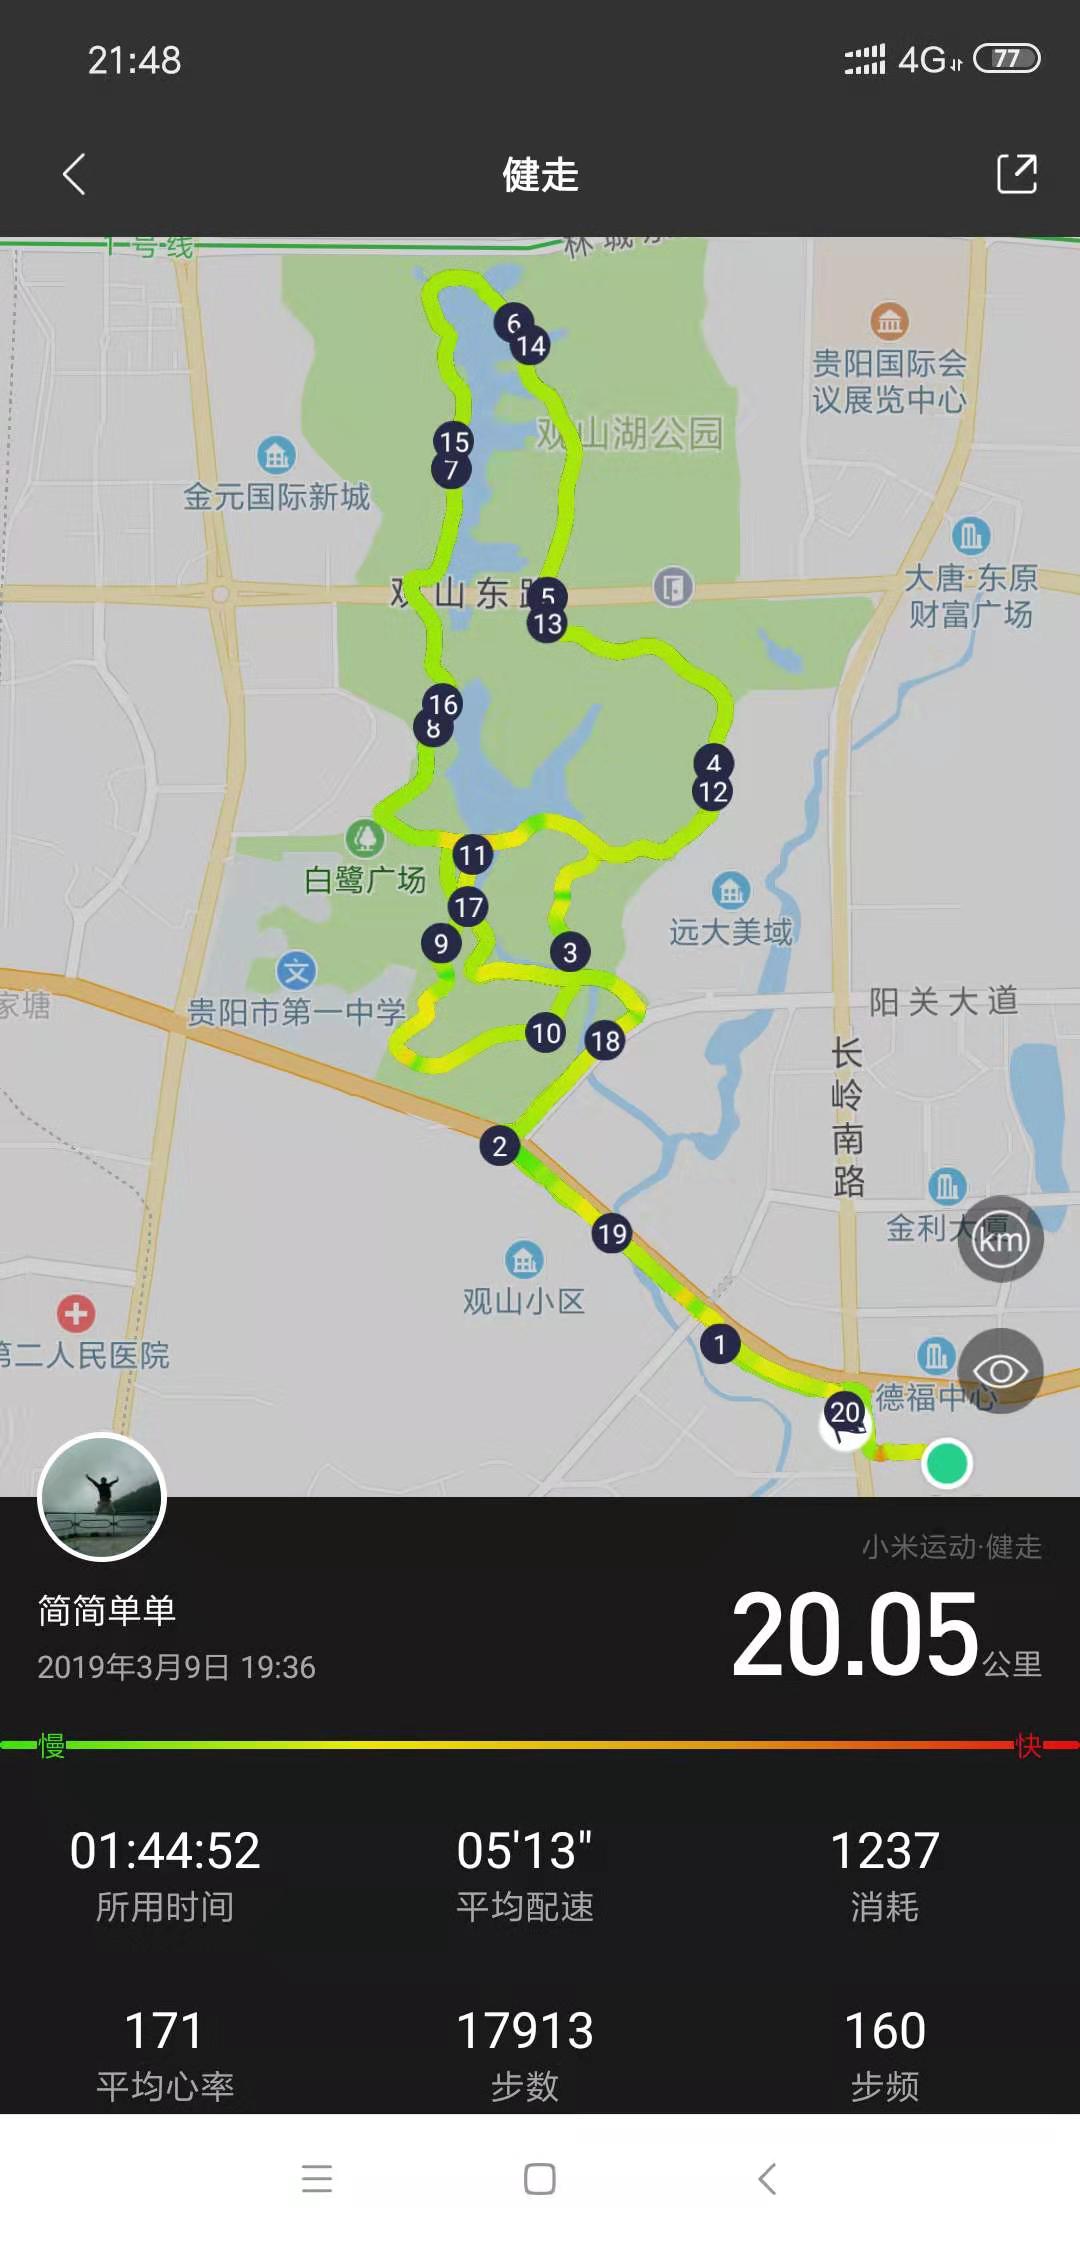 21:48
4G
77
健走
1号线
6
14
贵阳国际会
议展览中心
观山湖公园
15
7
金元国际新城
大唐·东原
财富广场
观山东路
5
13
16
8
4
12
11
白鹭广场
17
远大美域
9
3
贵阳市第一中学
家塘
阳关大道
10
18
长岭南路
2
金利大厦
km
19
观山小区
第二人民医院
1
德福中心
20
小米运动·健走
简简单单
20.05公里
2019年3月9日 19:36
慢
快
01:44:52
05'13"
1237
所用时间
平均配速
消耗
171
17913
160
平均心率
步数
步频